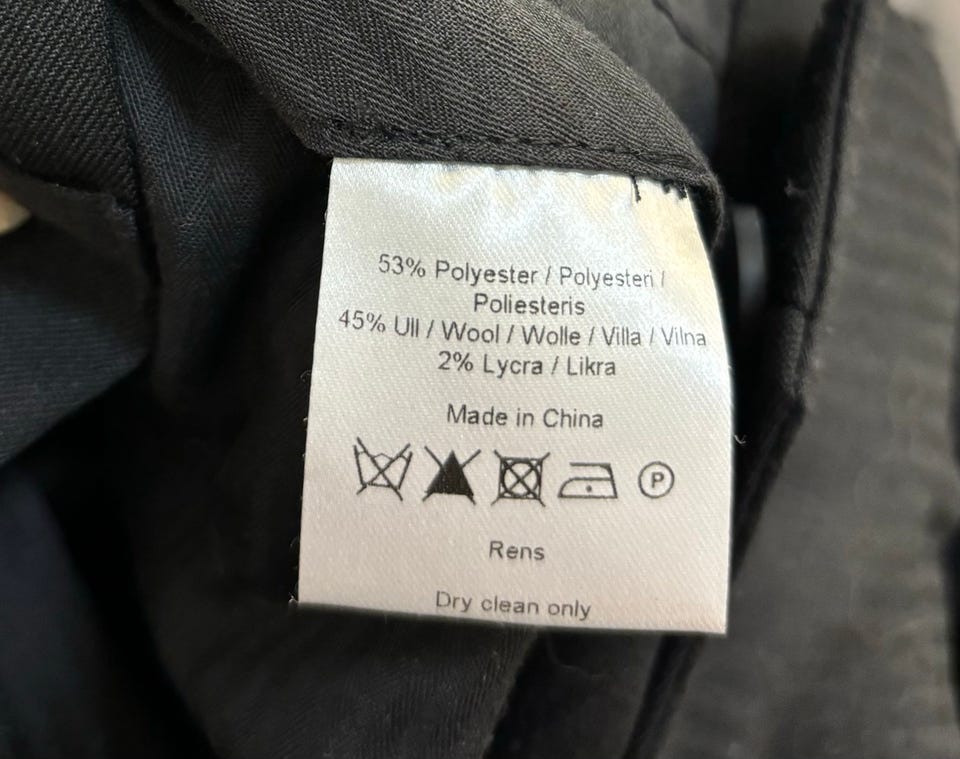 53% Polyester / Polyesteri /
Poliesteris
45% Ull / Wool / Wolle / Villa / Vilna
2% Lycra / Likra
Made in China
P
Rens
Dry clean only